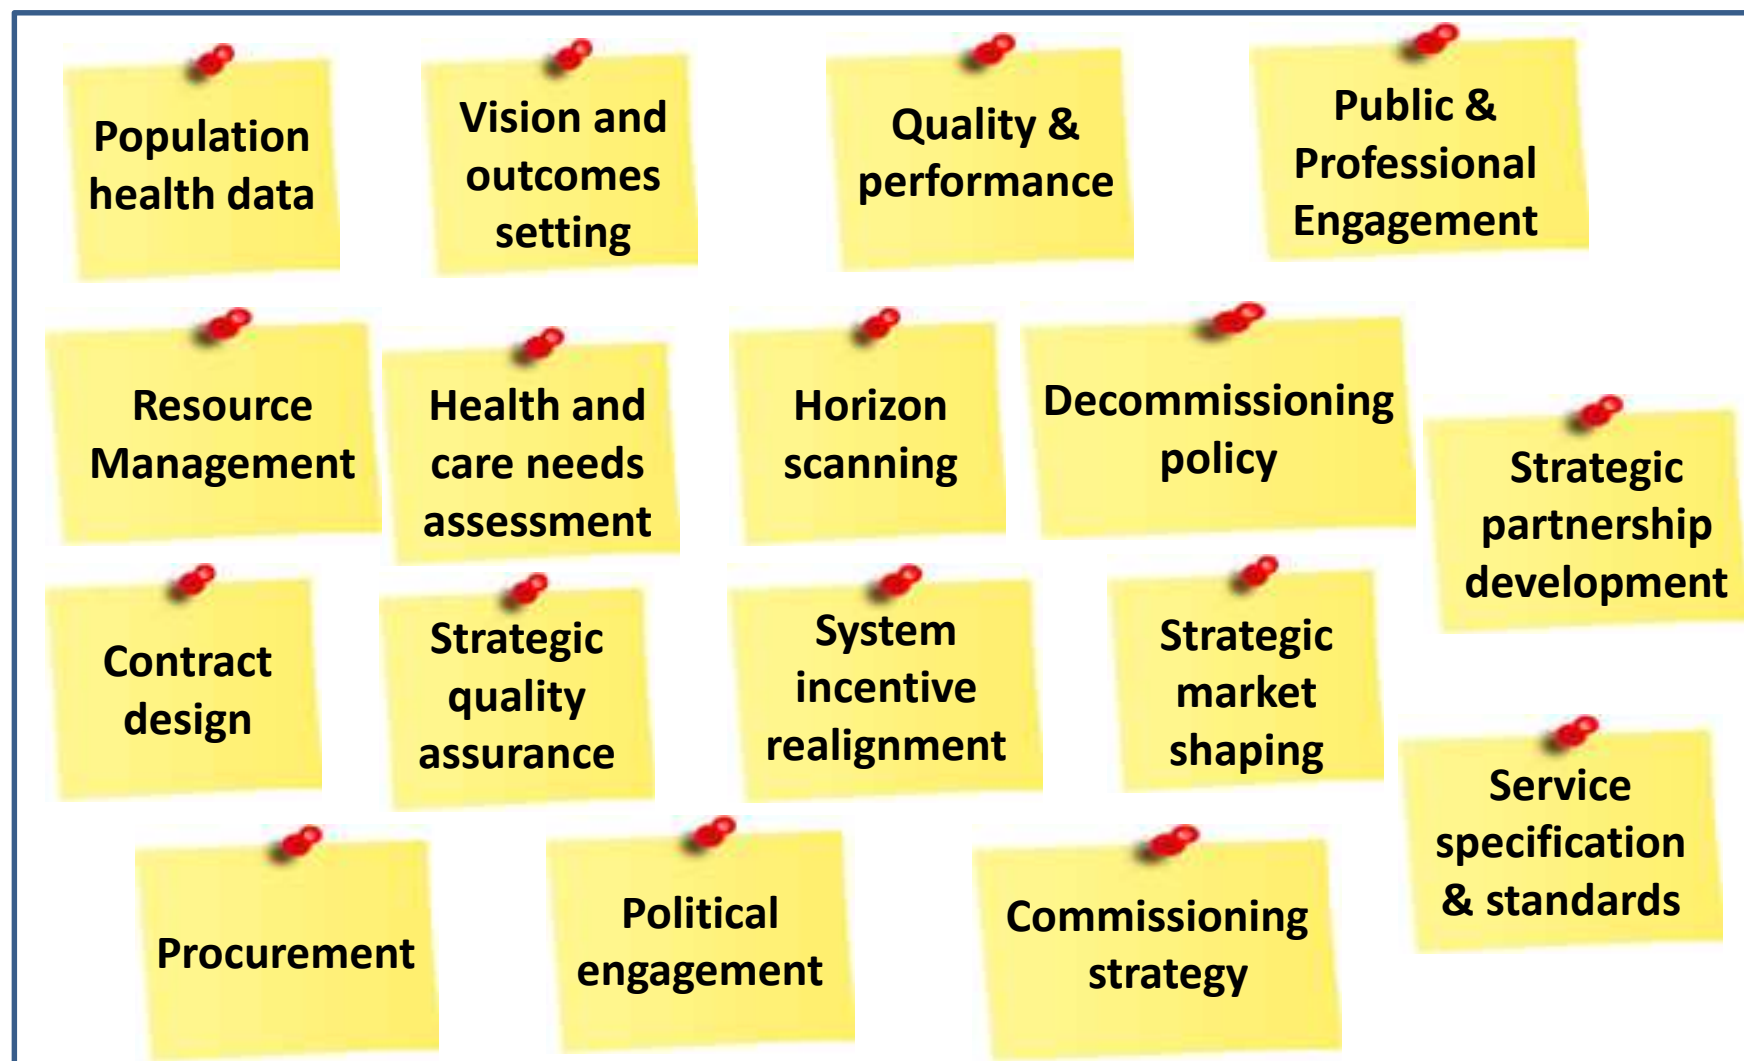 Population
health data
Vision and
outcomes
setting
Quality &
performance
Public &
Professional
Engagement
Resource
Management
Health and
care needs
assessment
Horizon
scanning
Decommissioning
policy
Strategic
partnership
development
Contract
design
Strategic
quality
assurance
System
incentive
realignment
Strategic
market
shaping
Service
specification
& standards
Procurement
Political
engagement
Commissioning
strategy